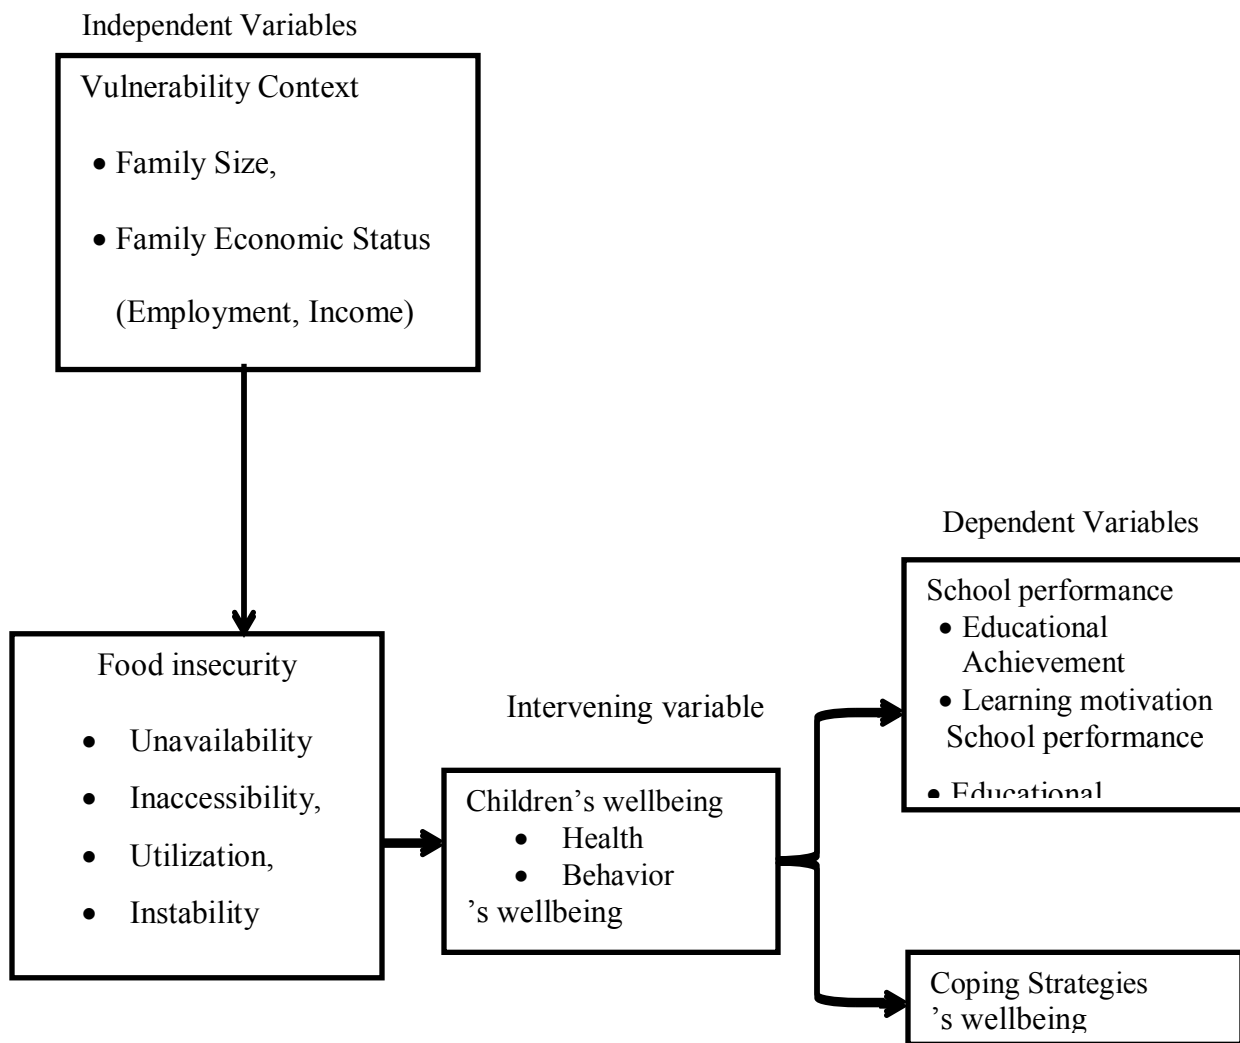 Independent Variables
Vulnerability Context
• Family Size,
• Family Economic Status
(Employment, Income)
Food insecurity
• Unavailability
• Inaccessibility,
• Utilization,
• Instability
Intervening variable
Children’s wellbeing
• Health
• Behavior
’s wellbeing
Dependent Variables
School performance
• Educational
Achievement
• Learning motivation
School performance
• Educational
Coping Strategies
’s wellbeing